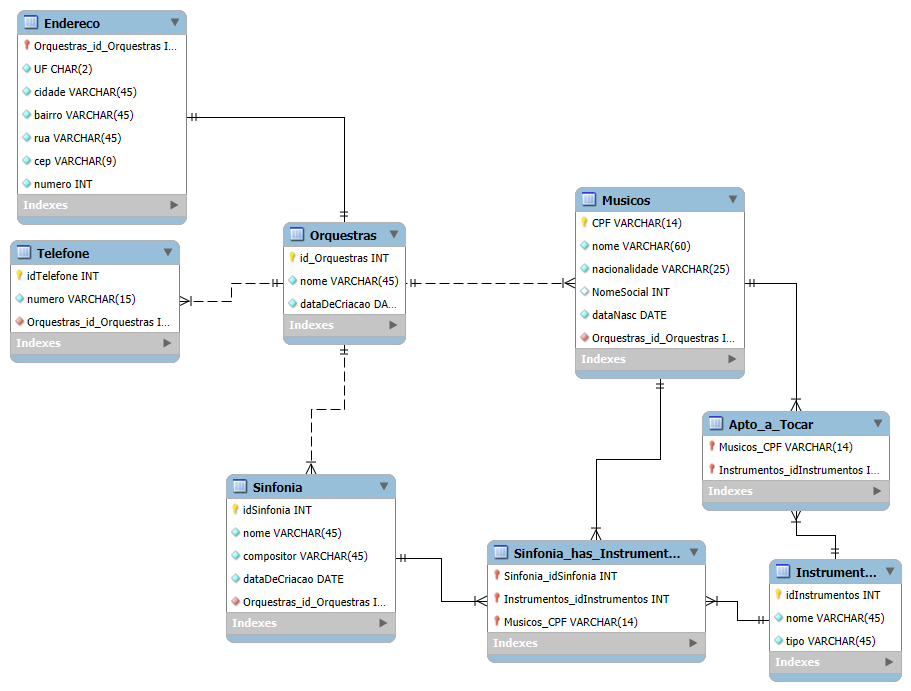 Endereco
Orquestras_id_Orquestras I...
UF CHAR(2)
cidade VARCHAR(45)
bairro VARCHAR(45)
rua VARCHAR(45)
cep VARCHAR(9)
numero INT
Indexes
Telefone
idTelefone INT
numero VARCHAR(15)
Orquestras_id_Orquestras I...
Indexes
Orquestras
id_Orquestras INT
nome VARCHAR(45)
dataDeCriacao DA...
Indexes
Musicos
CPF VARCHAR(14)
nome VARCHAR(60)
nacionalidade VARCHAR(25)
NomeSocial INT
dataNasc DATE
Orquestras_id_Orquestras I...
Indexes
Apto_a_Tocar
Musicos_CPF VARCHAR(14)
Instrumentos_idInstrumentos I...
Indexes
Sinfonia
idSinfonia INT
nome VARCHAR(45)
compositor VARCHAR(45)
dataDeCriacao DATE
Orquestras_id_Orquestras I...
Indexes
Sinfonia_has_Instrument...
Sinfonia_idSinfonia INT
Instrumentos_idInstrumentos INT
Musicos_CPF VARCHAR(14)
Indexes
Instrument...
idInstrumentos INT
nome VARCHAR(45)
tipo VARCHAR(45)
Indexes